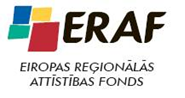 ERAF
EIROPAS REĢIONĀLĀS
ATTĪSTĪBAS FONDS